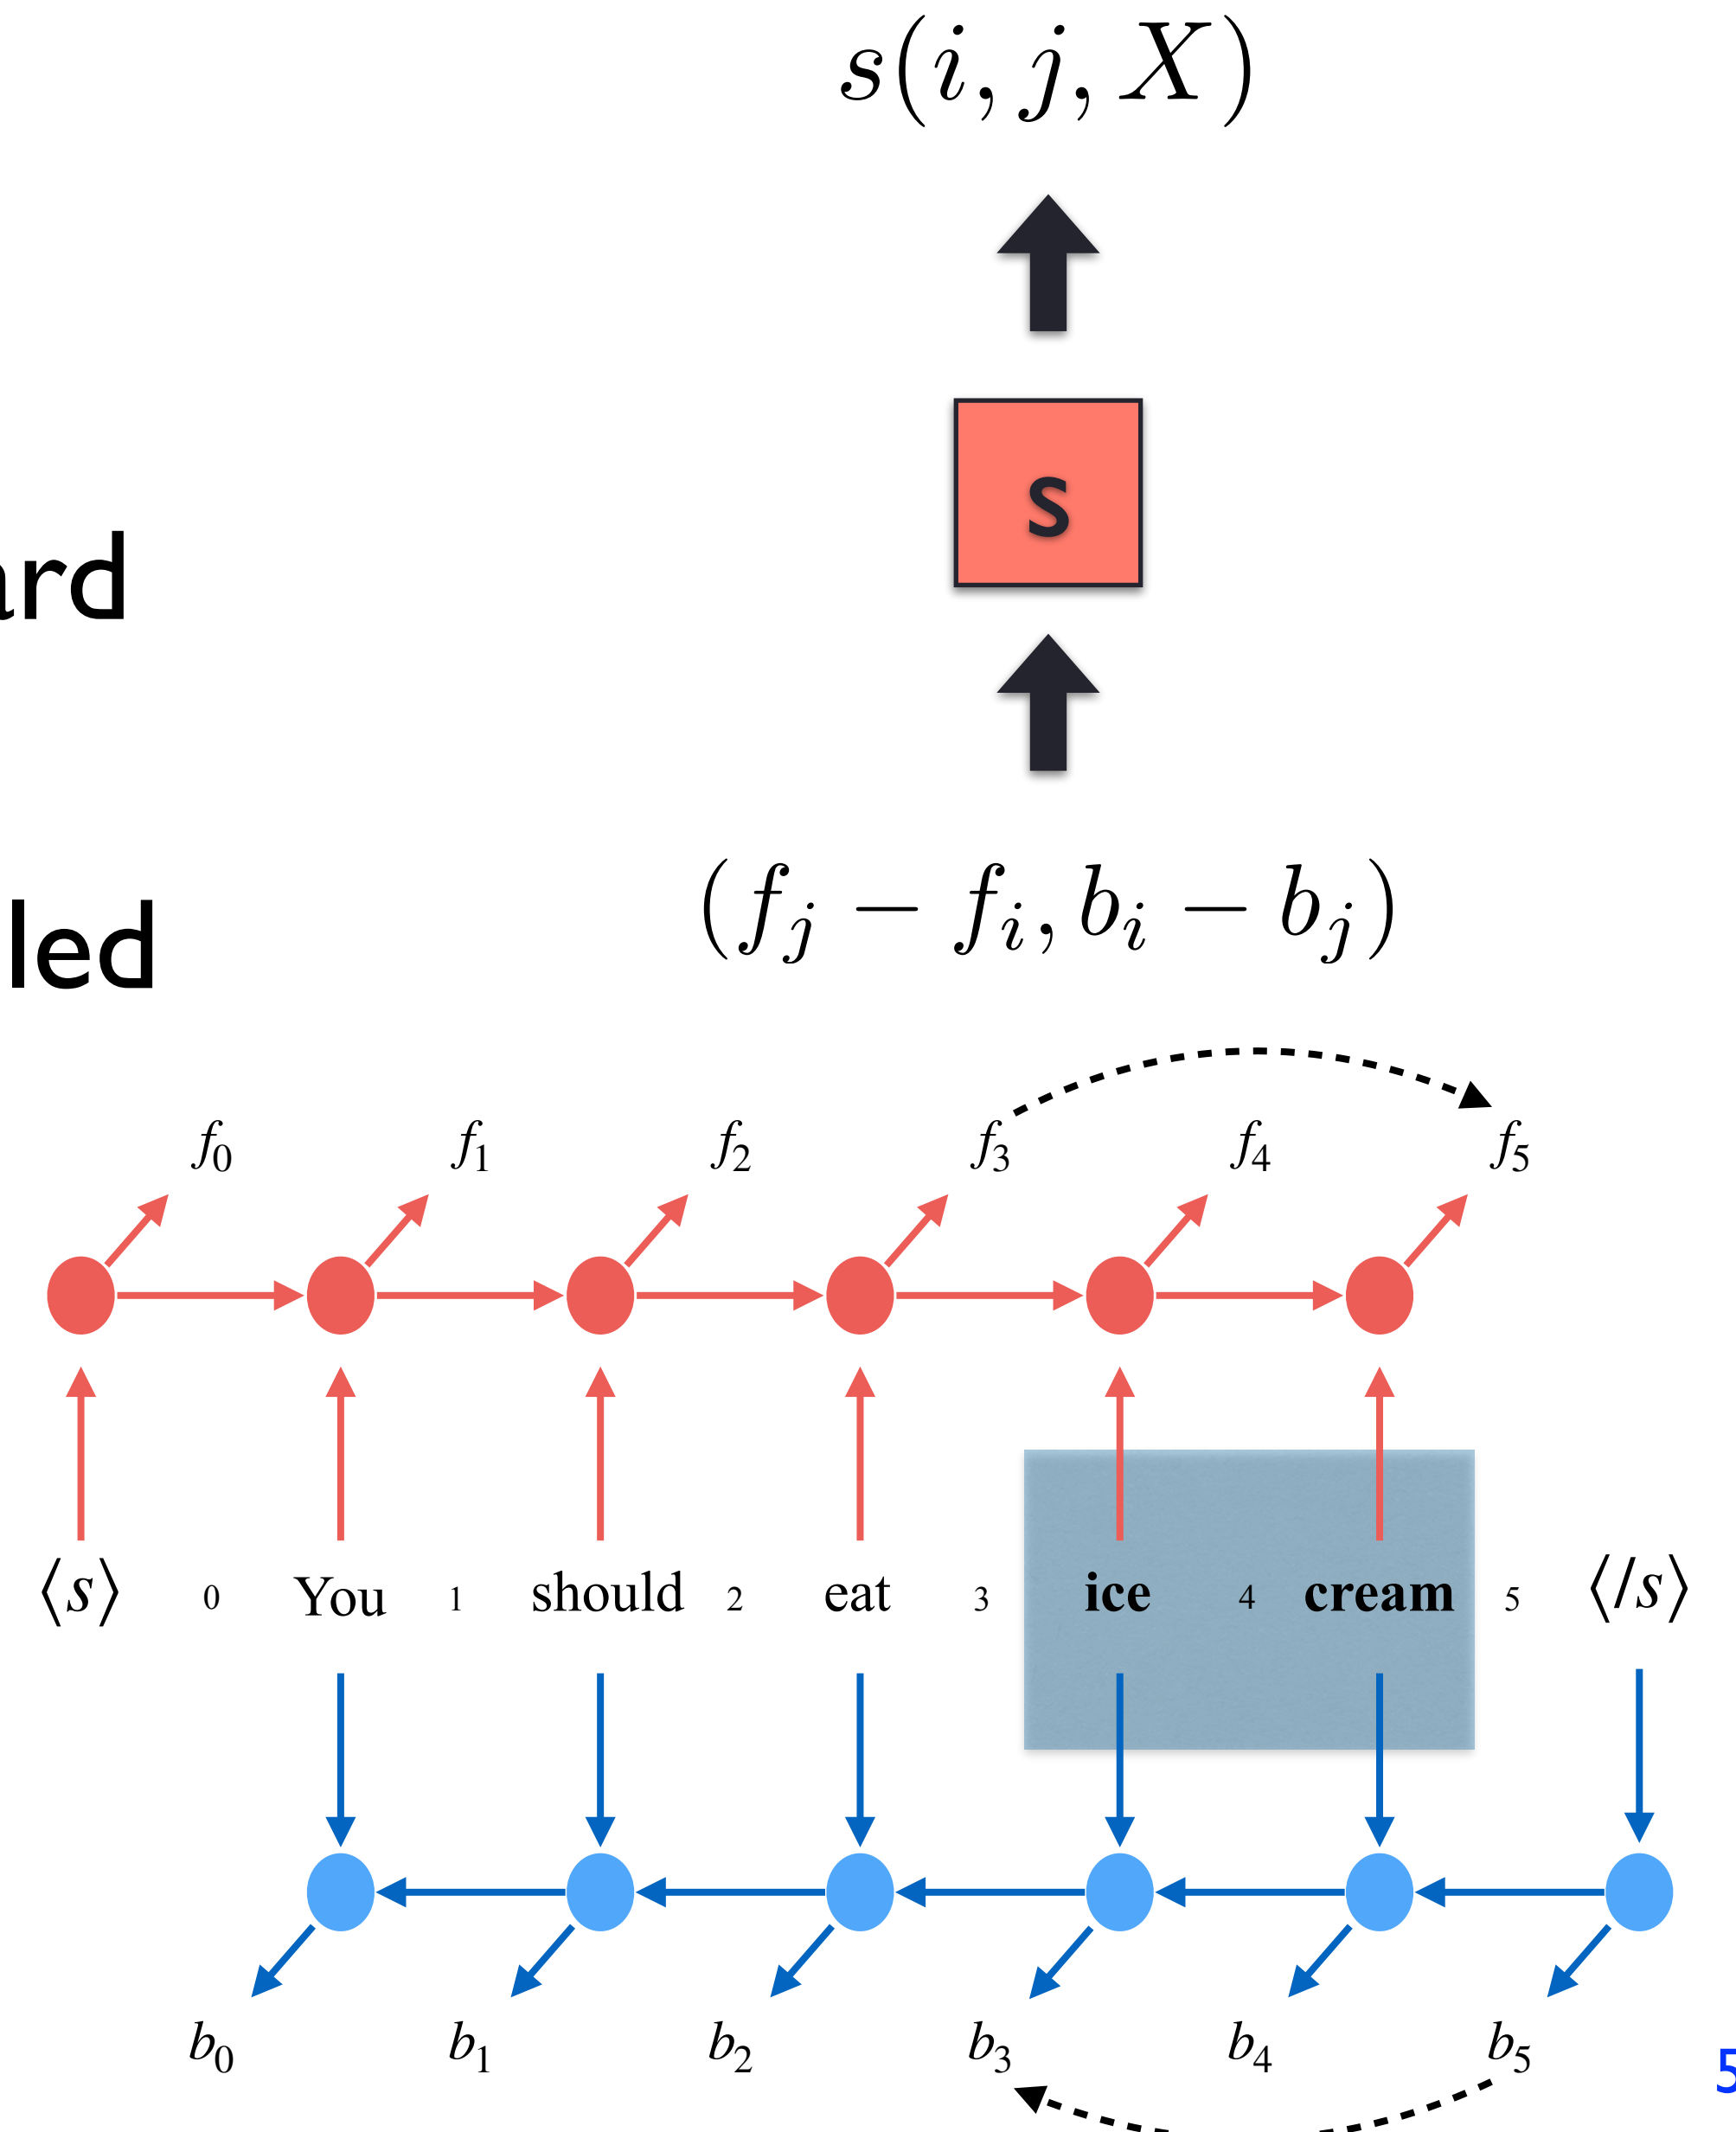 s(i, j, X)
S
ard
(f_j − f_i, b_i − b_j)
led
f_0 f_1 f_2 f_3 f_4 f_5
⟨s⟩ 0 You 1 should 2 eat 3 ice 4 cream 5 ⟨/s⟩
b_0 b_1 b_2 b_3 b_4 b_5
5